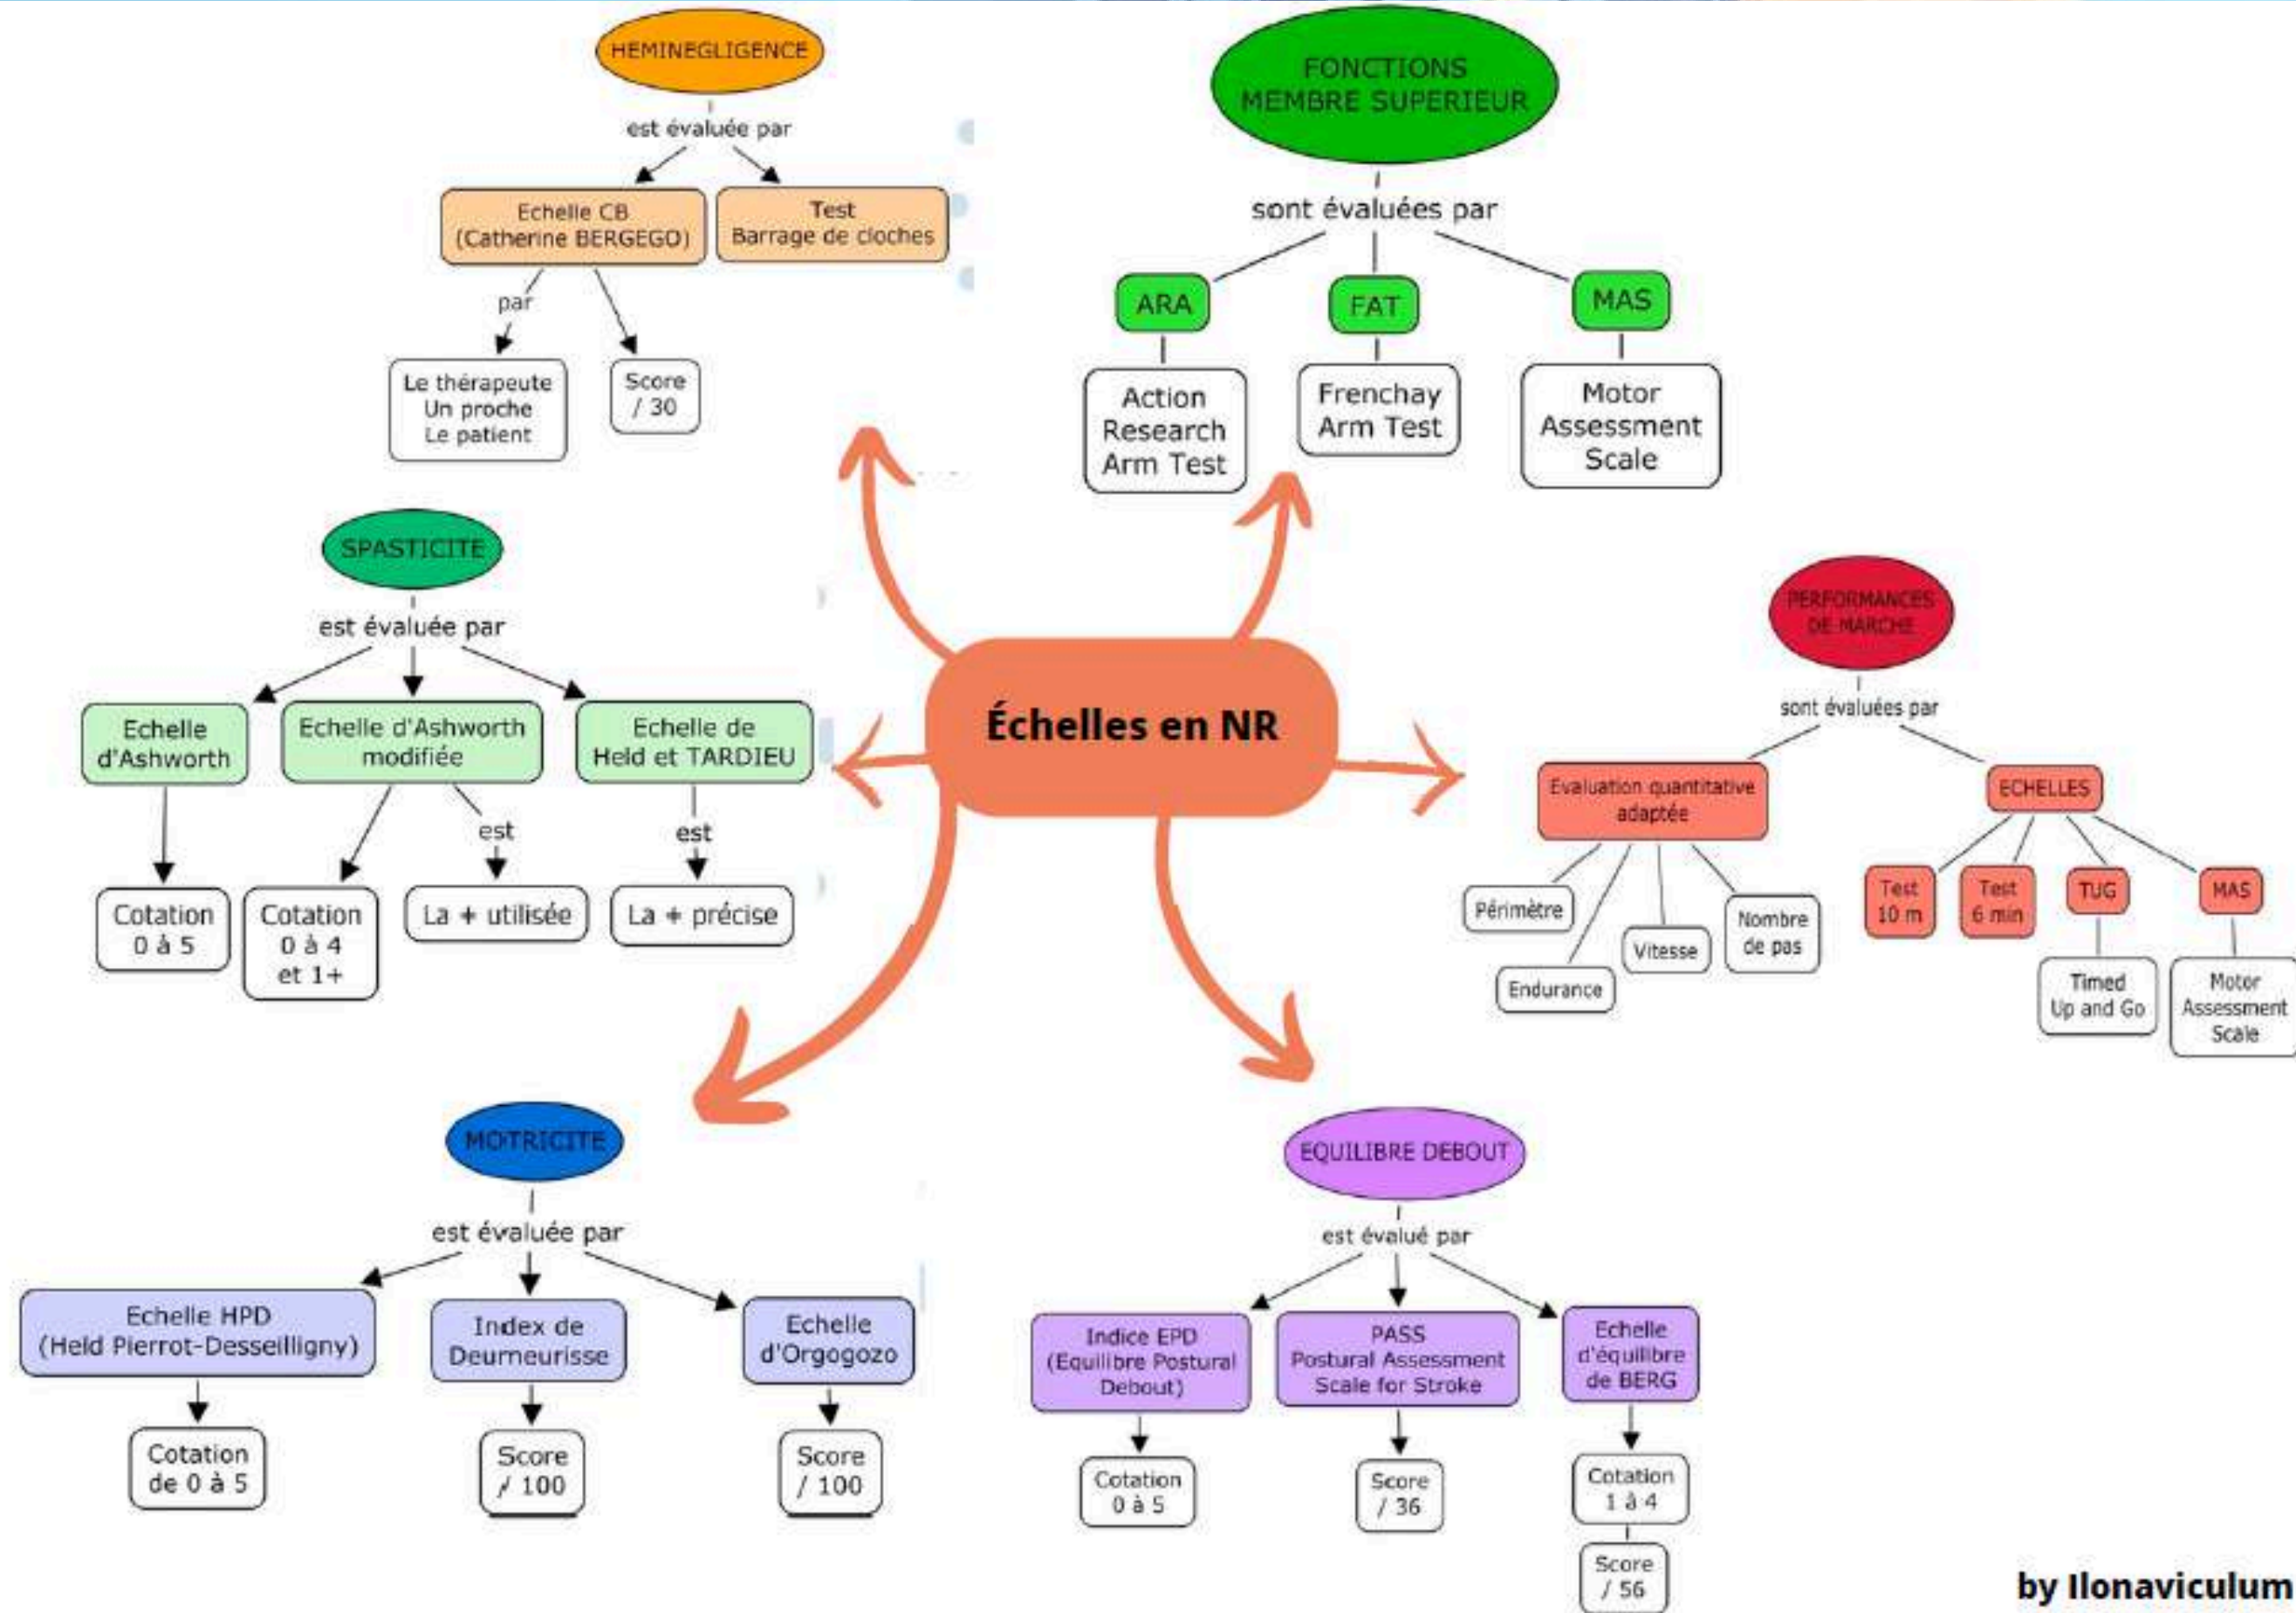 HEMINEGLIGENCE
est évaluée par
Echelle CB
(Catherine BERGEGO)
Test
Barrage de cloches
par
Le thérapeute
Un proche
Le patient
Score
/ 30
FONCTIONS
MEMBRE SUPERIEUR
sont évaluées par
ARA
FAT
MAS
Action
Research
Arm Test
Frenchay
Arm Test
Motor
Assessment
Scale
SPASTICITE
est évaluée par
Echelle
d'Ashworth
Echelle d'Ashworth
modifiée
Echelle de
Held et TARDIEU
est
est
Cotation
0 à 5
Cotation
0 à 4
et 1+
La + utilisée
La + précise
Échelles en NR
PERFORMANCES
DE MARCHE
sont évaluées par
Evaluation quantitative
adaptée
ECHELLES
Périmètre
Endurance
Vitesse
Nombre
de pas
Test
10 m
Test
6 min
TUG
MAS
Timed
Up and Go
Motor
Assessment
Scale
MOTRICITE
est évaluée par
Echelle HPD
(Held Pierrot-Desseilligny)
Index de
Deumeurisse
Echelle
d'Orgogozo
Cotation
de 0 à 5
Score
/ 100
Score
/ 100
EQUILIBRE DEBOUT
est évalué par
Indice EPD
(Equilibre Postural
Debout)
PASS
Postural Assessment
Scale for Stroke
Echelle
d'équilibre
de BERG
Cotation
0 à 5
Score
/ 36
Cotation
1 à 4
Score
/ 56
by Ilonaviculum